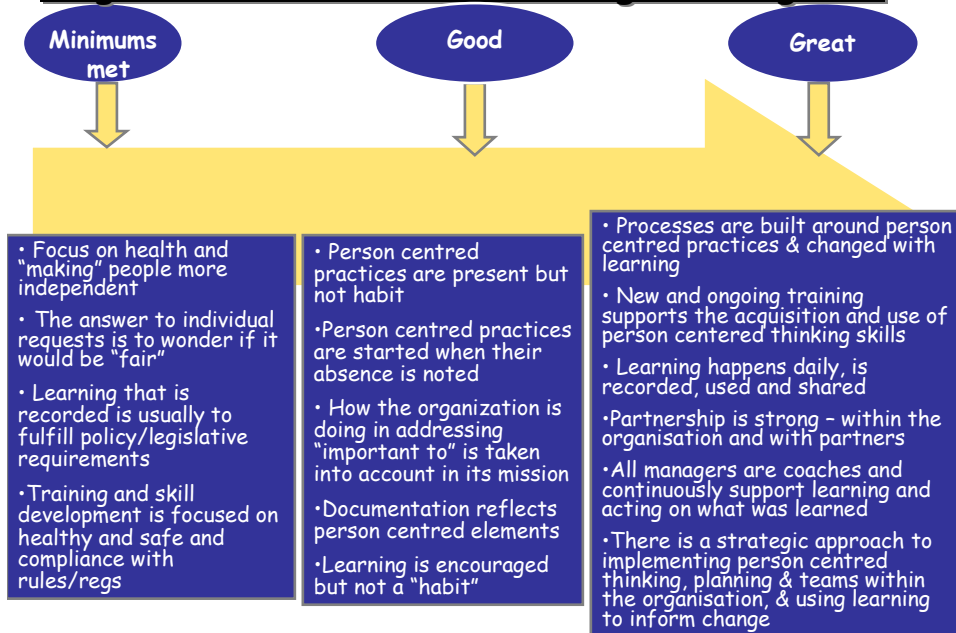 Minimums
met
Good
Great
• Focus on health and
“making” people more
independent
• The answer to individual
requests is to wonder if it
would be “fair”
• Learning that is
recorded is usually to
fulfill policy/legislative
requirements
•Training and skill
development is focused on
healthy and safe and
compliance with
rules/regs
• Person centred
practices are present but
not habit
•Person centred practices
are started when their
absence is noted
• How the organization is
doing in addressing
“important to” is taken
into account in its mission
•Documentation reflects
person centred elements
•Learning is encouraged
but not a “habit”
• Processes are built around person
centred practices & changed with
learning
• New and ongoing training
supports the acquisition and use of
person centered thinking skills
• Learning happens daily, is
recorded, used and shared
•Partnership is strong – within the
organisation and with partners
•All managers are coaches and
continuously support learning and
acting on what was learned
•There is a strategic approach to
implementing person centred
thinking, planning & teams within
the organisation, & using learning
to inform change